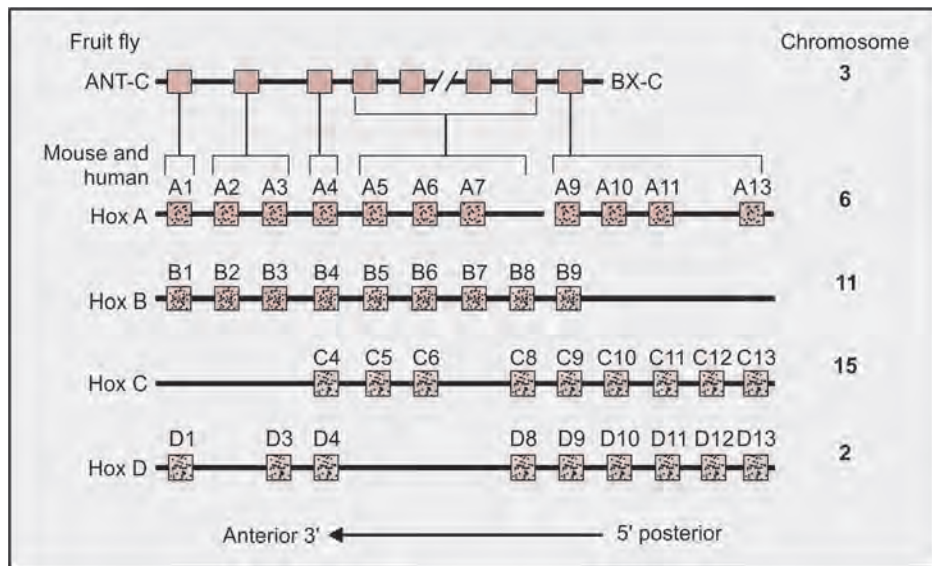 Fruit fly
Chromosome
ANT-C
BX-C
3
Mouse and
human
A1 A2 A3 A4 A5 A6 A7 A9 A10 A11 A13
Hox A
6
B1 B2 B3 B4 B5 B6 B7 B8 B9
Hox B
11
C4 C5 C6 C8 C9 C10 C11 C12 C13
Hox C
15
D1 D3 D4 D8 D9 D10 D11 D12 D13
Hox D
2
Anterior 3' 5' posterior